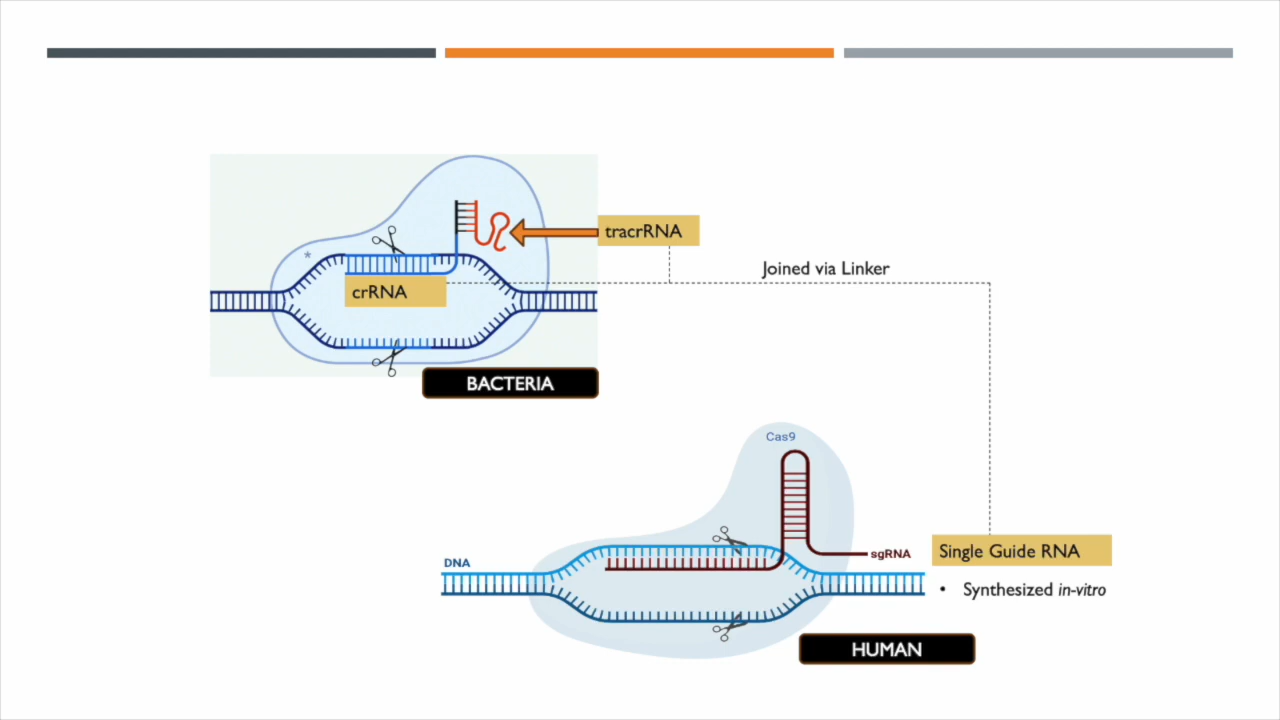 tracrRNA
Joined via Linker
*
crRNA
BACTERIA
Cas9
sgRNA
Single Guide RNA
DNA
• Synthesized in-vitro
HUMAN